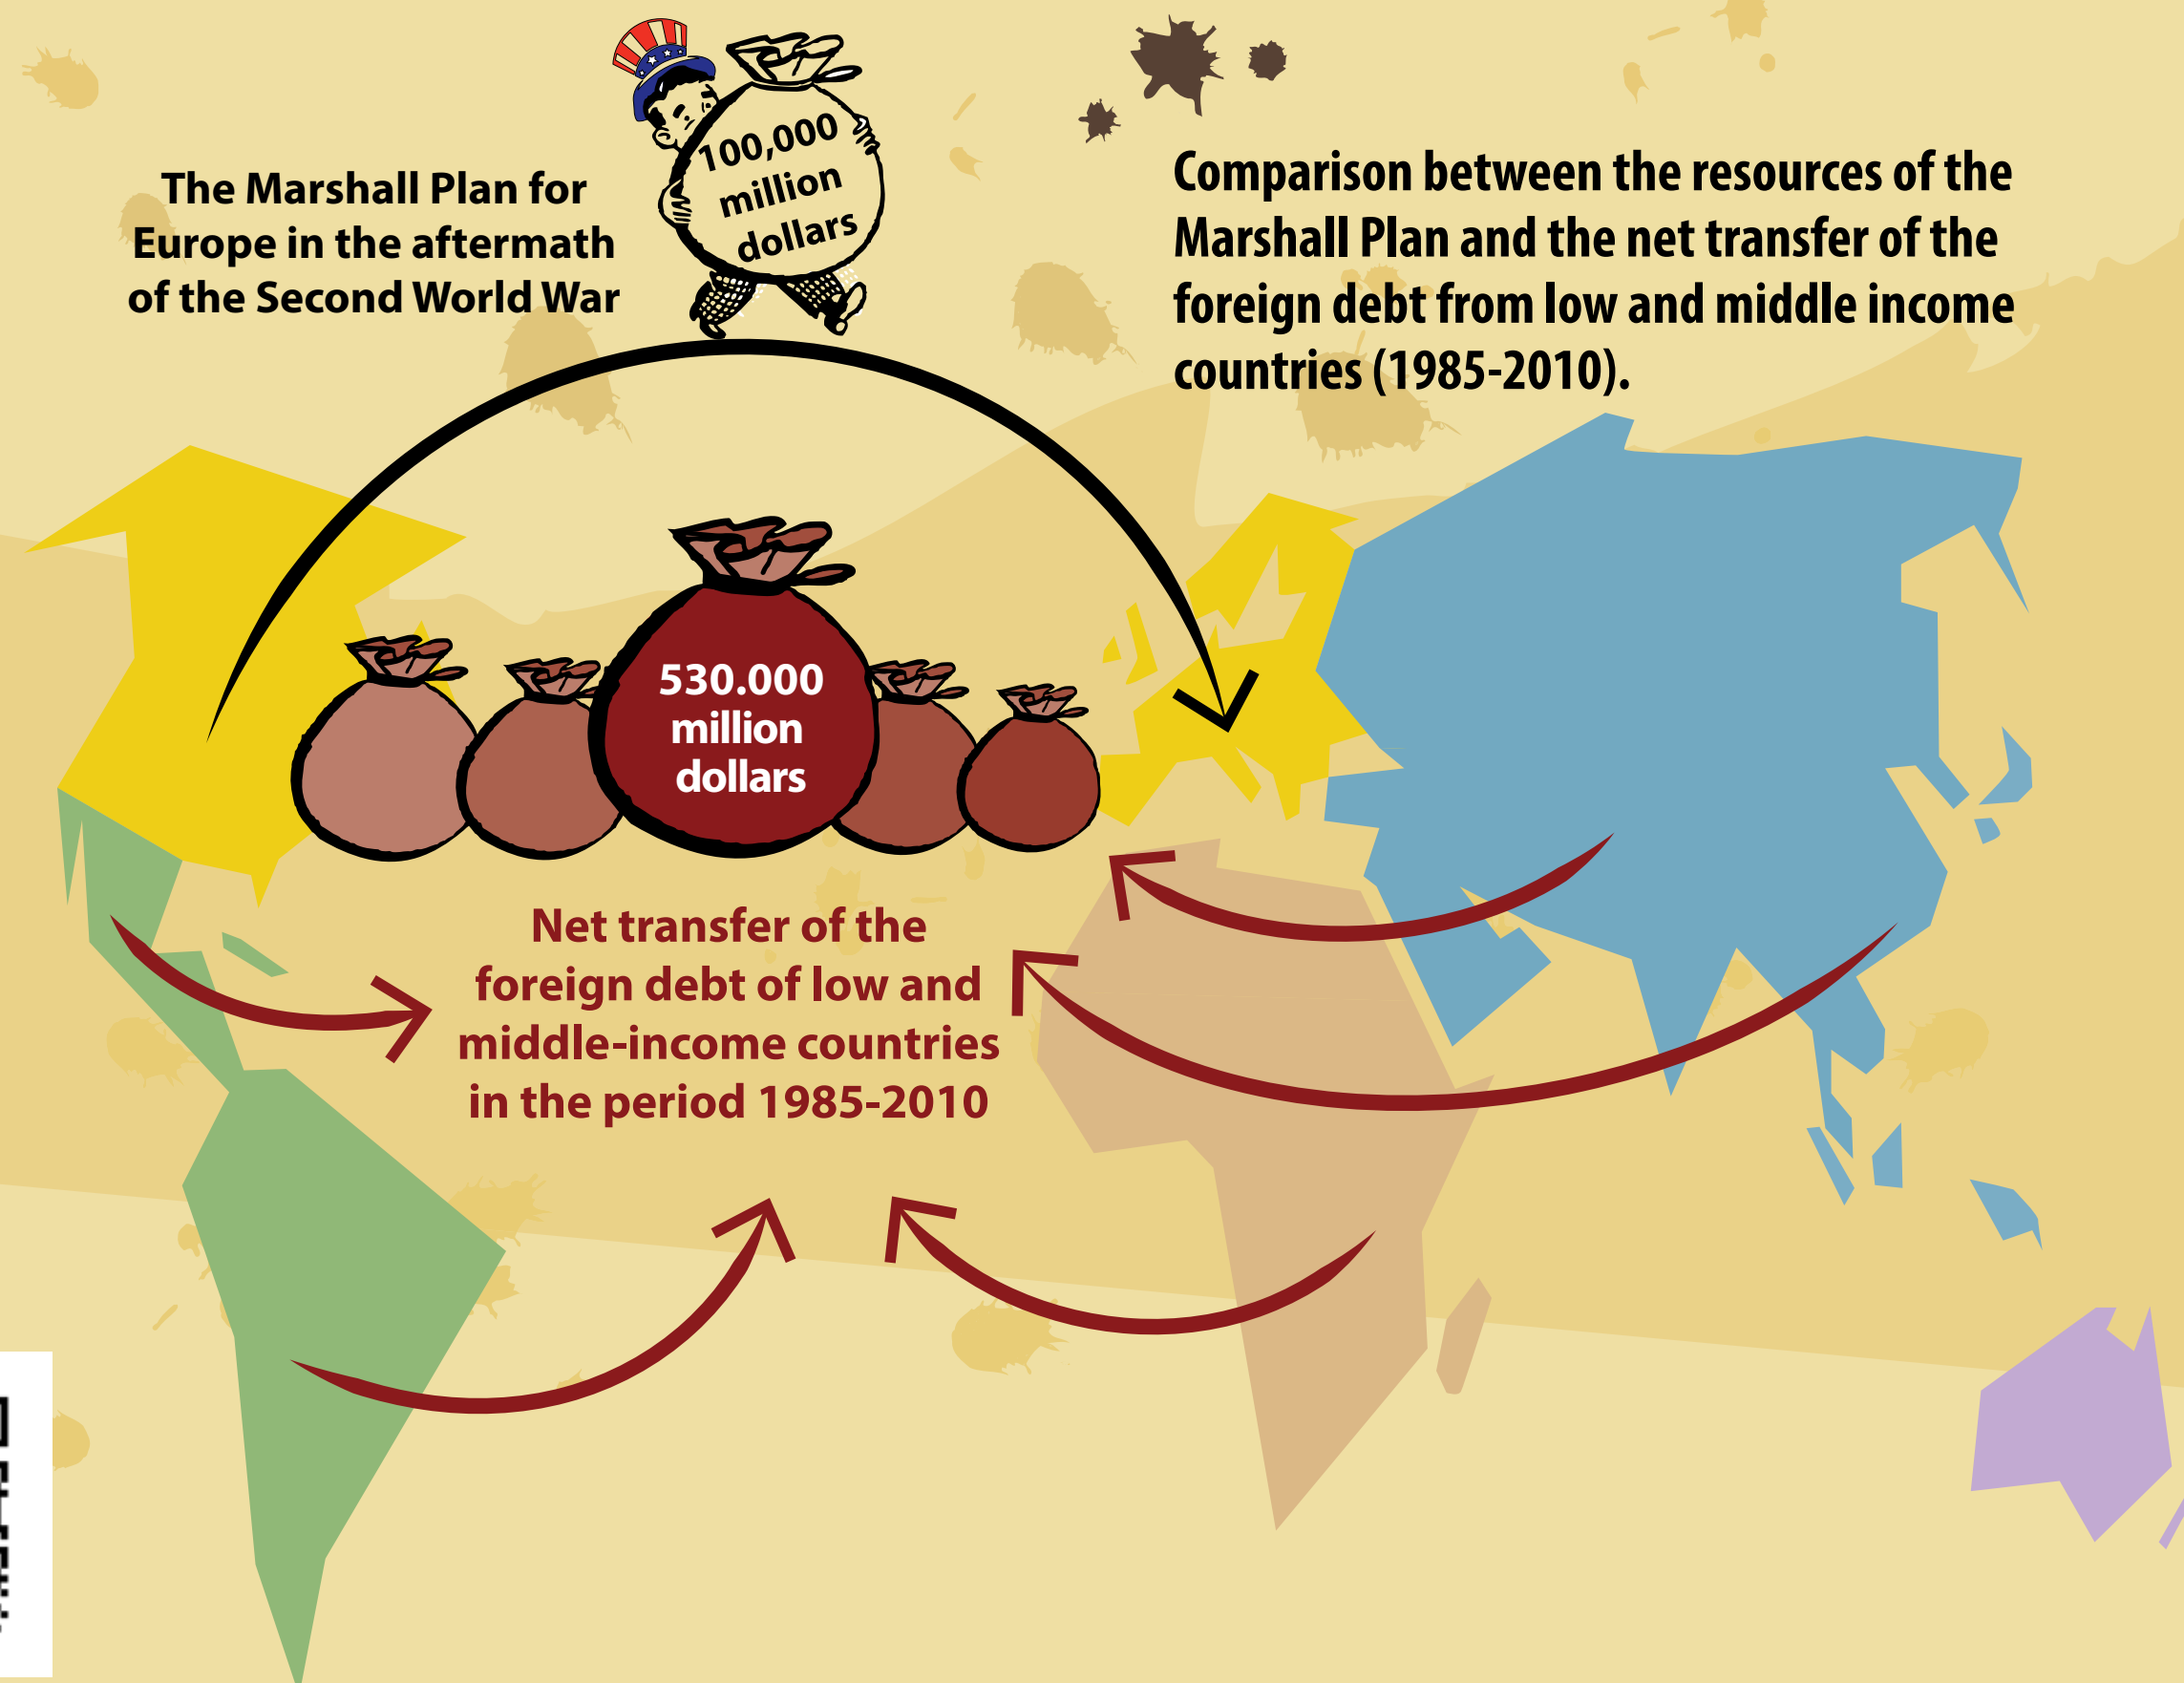 The Marshall Plan for
Europe in the aftermath
of the Second World War
100,000
million
dollars
Comparison between the resources of the
Marshall Plan and the net transfer of the
foreign debt from low and middle income
countries (1985-2010).
530.000
million
dollars
Net transfer of the
foreign debt of low and
middle-income countries
in the period 1985-2010